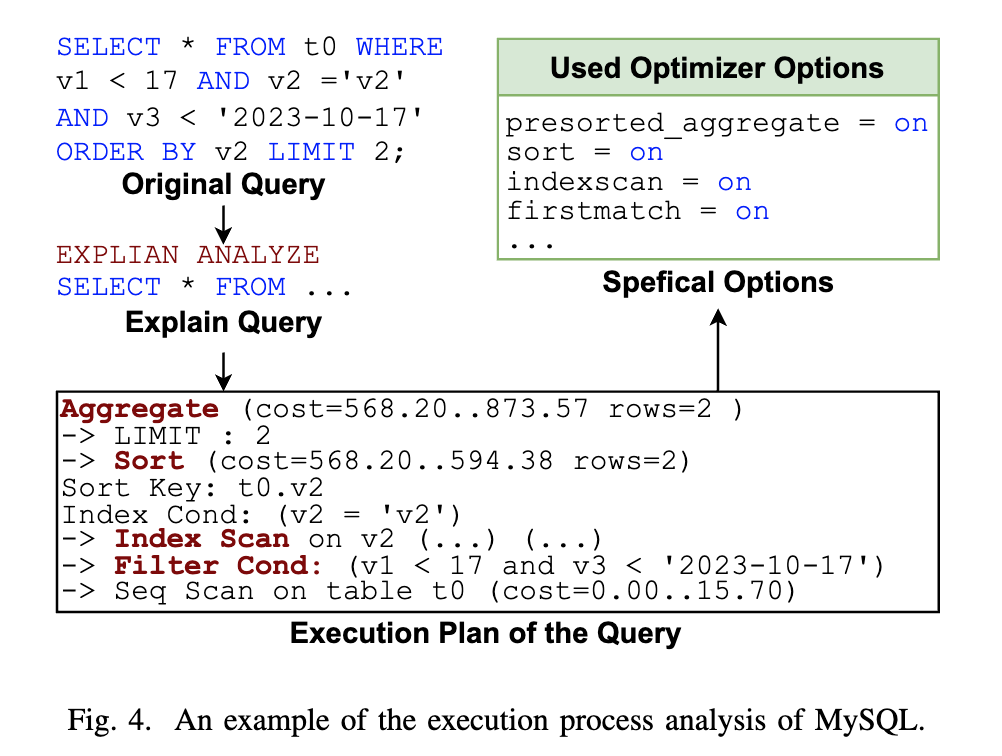 SELECT * FROM t0 WHERE
v1 < 17 AND v2 ='v2'
AND v3 < '2023-10-17'
ORDER BY v2 LIMIT 2;
Original Query
EXPLIAN ANALYZE
SELECT * FROM ...
Explain Query
Used Optimizer Options
presorted_aggregate = on
sort = on
indexscan = on
firstmatch = on
...
Spefical Options
Aggregate (cost=568.20..873.57 rows=2 )
-> LIMIT : 2
-> Sort (cost=568.20..594.38 rows=2)
Sort Key: t0.v2
Index Cond: (v2 = 'v2')
-> Index Scan on v2 (...) (...)
-> Filter Cond: (v1 < 17 and v3 < '2023-10-17')
-> Seq Scan on table t0 (cost=0.00..15.70)
Execution Plan of the Query
Fig. 4. An example of the execution process analysis of MySQL.